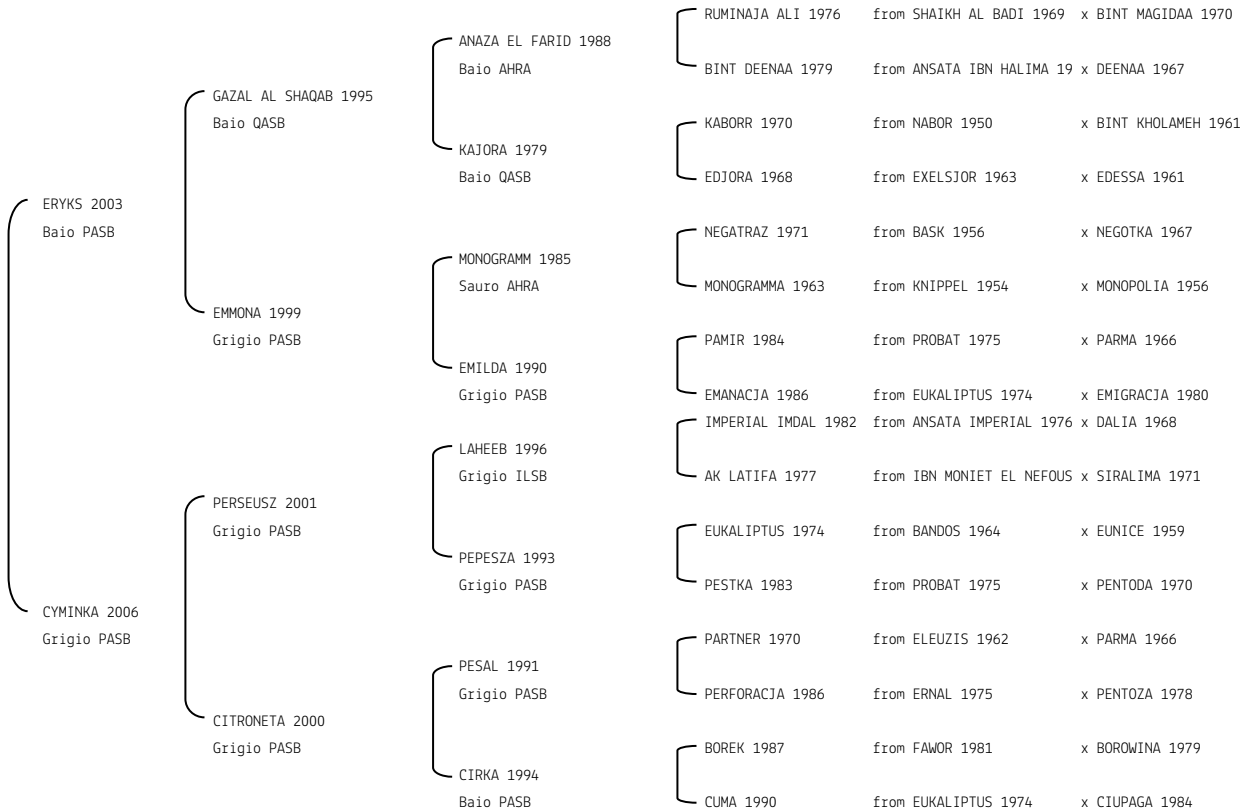 RUMINAJA ALI 1976 from SHAIKH AL BADI 1969 x BINT MAGIDAA 1970
ANAZA EL FARID 1988
Baio AHRA
BINT DEENAA 1979 from ANSATA IBN HALIMA 19 x DEENAA 1967
GAZAL AL SHAQAB 1995
Baio QASB
KABORR 1970 from NABOR 1950 x BINT KHOLAMEH 1961
KAJORA 1979
Baio QASB
EDJORA 1968 from EXELSJOR 1963 x EDESSA 1961
ERYKS 2003
Baio PASB
NEGATRAZ 1971 from BASK 1956 x NEGOTKA 1967
MONOGRAMM 1985
Sauro AHRA
MONOGRAMMA 1963 from KNIPPEL 1954 x MONOPOLIA 1956
EMMONA 1999
Grigio PASB
PAMIR 1984 from PROBAT 1975 x PARMA 1966
EMILDA 1990
Grigio PASB
EMANACJA 1986 from EUKALIPTUS 1974 x EMIGRACJA 1980
IMPERIAL IMDAL 1982 from ANSATA IMPERIAL 1976 x DALIA 1968
LAHEEB 1996
Grigio ILSB
AK LATIFA 1977 from IBN MONIET EL NEFOUS x SIRALIMA 1971
PERSEUSZ 2001
Grigio PASB
EUKALIPTUS 1974 from BANDOS 1964 x EUNICE 1959
PEPESZA 1993
Grigio PASB
PESTKA 1983 from PROBAT 1975 x PENTODA 1970
CYMINKA 2006
Grigio PASB
PARTNER 1970 from ELEUZIS 1962 x PARMA 1966
PESAL 1991
Grigio PASB
PERFORACJA 1986 from ERNAL 1975 x PENTOZA 1978
CITRONETA 2000
Grigio PASB
BOREK 1987 from FAWOR 1981 x BOROWINA 1979
CIRKA 1994
Baio PASB
CUMA 1990 from EUKALIPTUS 1974 x CIUPAGA 1984